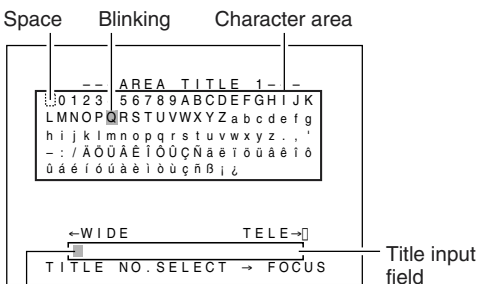 Space Blinking Character area
-- AREA TITLE 1--
0123 56789ABCDEFGHIJK
LMNOPQRSTUVWXYZabcdefg
hijklmnopqrstuvwxyz.,'
–:/ÄÖÜÂÊÎÔÛÇÑäëïöüâêîô
ûáéíóúàèìòùçñß¡¿
←WIDE TELE→▯
Title input
field
TITLE NO.SELECT → FOCUS